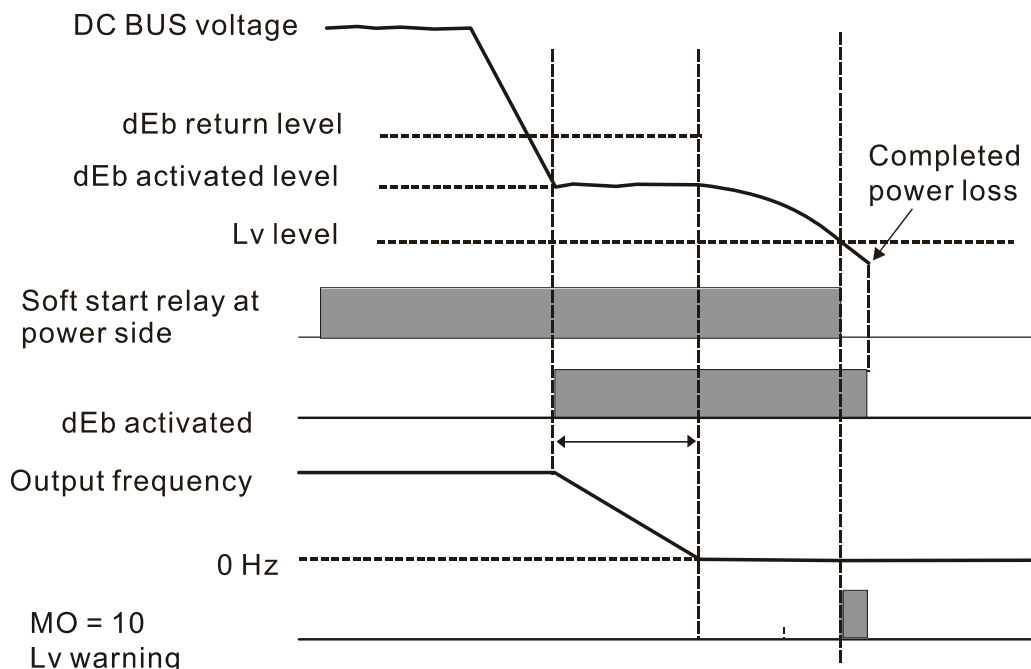 DC BUS voltage
dEb return level
dEb activated level
Completed
power loss
Lv level
Soft start relay at
power side
dEb activated
Output frequency
0 Hz
MO = 10
Lv warning